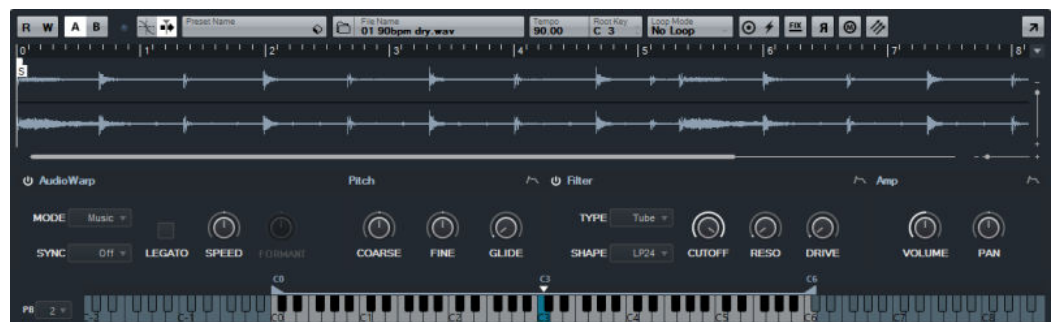 R W A B Preset Name File Name Tempo Root Key Loop Mode
01 90bpm dry.wav 90.00 C 3 No Loop FIX R M
0 1 2 3 4 5 6 7 8
S
AudioWarp Pitch Filter Amp
MODE Music TYPE Tube
SYNC Off LEGATO SPEED FORMANT COARSE FINE GLIDE SHAPE LP24 CUTOFF RESO DRIVE VOLUME PAN
C0 C3 C6
PB 2 C-2 C-1 C0 C1 C2 C3 C4 C5 C6 C7 C8